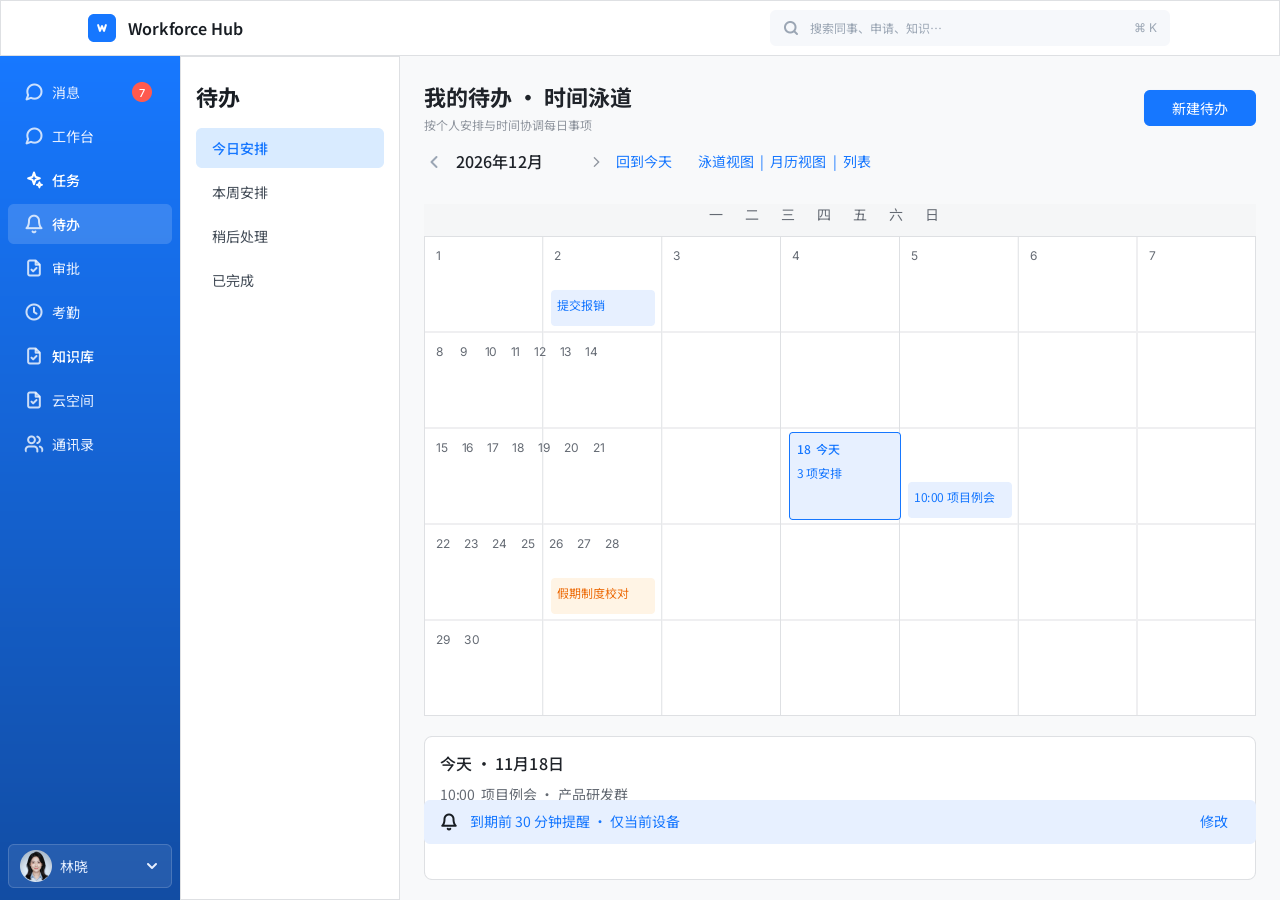 Workforce Hub
搜索同事、申请、知识…
⌘ K
消息
7
工作台
任务
待办
审批
考勤
知识库
云空间
通讯录
林晓
待办
今日安排
本周安排
稍后处理
已完成
我的待办 · 时间泳道
按个人安排与时间协调每日事项
新建待办
2026年12月
回到今天
泳道视图 | 月历视图 | 列表
一 二 三 四 五 六 日
1 2 3 4 5 6 7
提交报销
8 9 10 11 12 13 14
15 16 17 18 19 20 21
18 今天
3 项安排
10:00 项目例会
22 23 24 25 26 27 28
假期制度校对
29 30
今天 · 11月18日
10:00 项目例会 · 产品研发群
到期前 30 分钟提醒 · 仅当前设备
修改